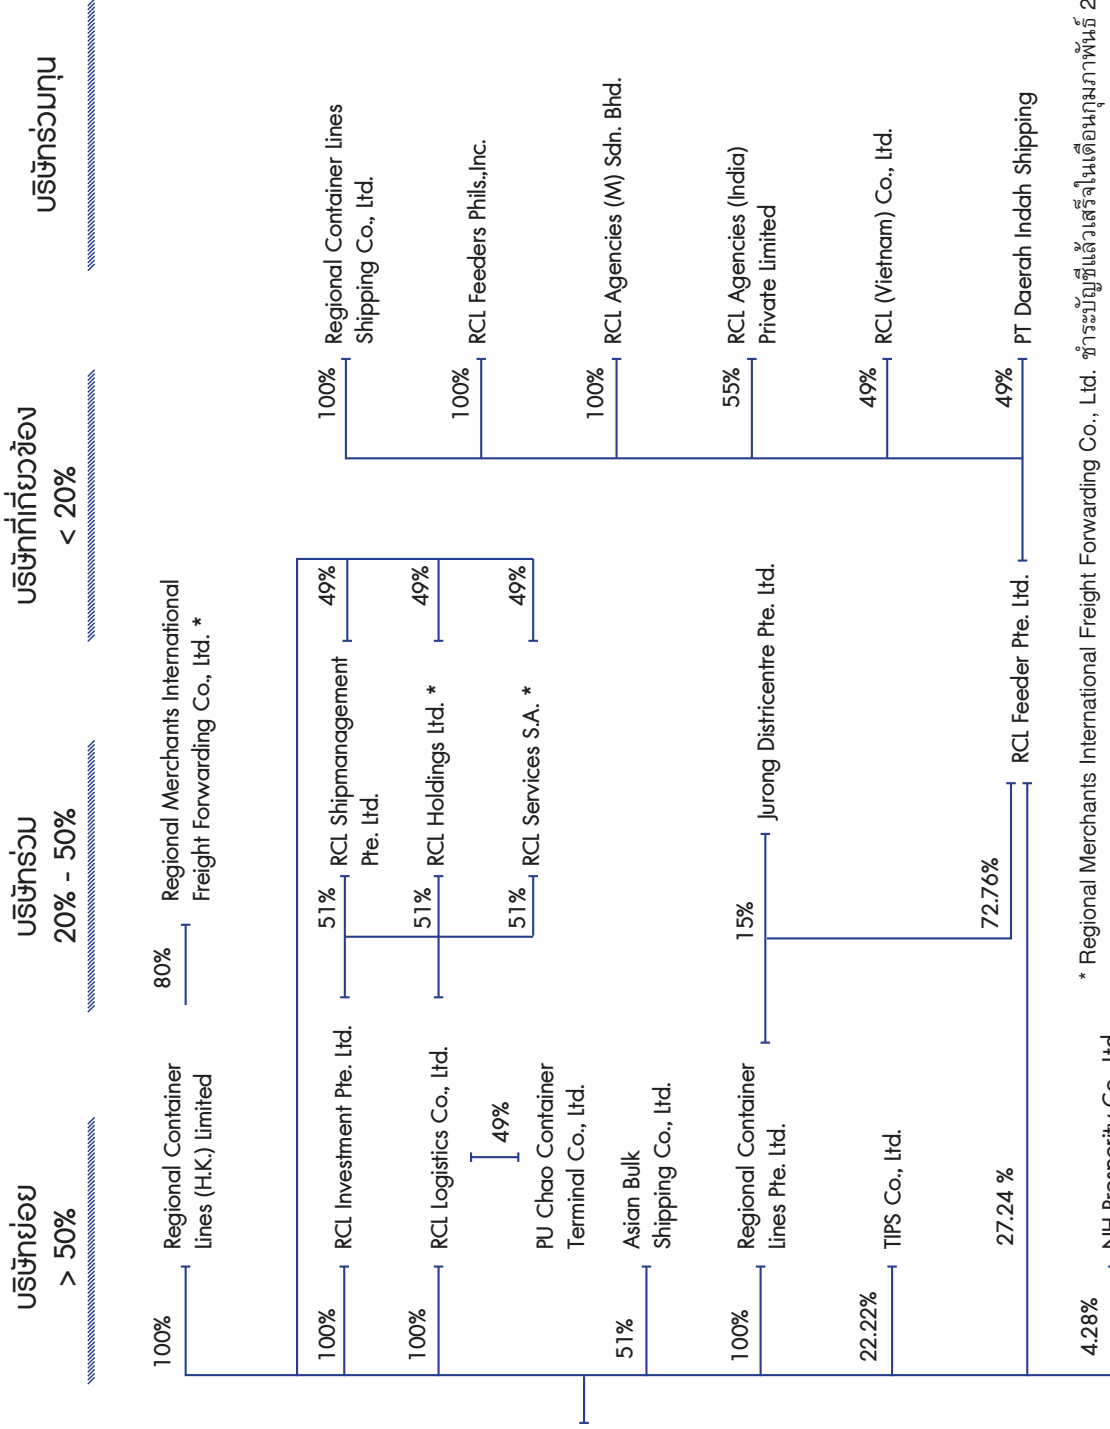 บริษัทย่อย
> 50%
บริษัทร่วม
20% - 50%
บริษัทที่เกี่ยวข้อง
< 20%
บริษัทร่วมทุน
100%
Regional Container
Lines (H.K.) Limited
80%
Regional Merchants International
Freight Forwarding Co., Ltd. *
100%
RCL Investment Pte. Ltd.
51%
RCL Shipmanagement
Pte. Ltd.
49%
100%
Regional Container Lines
Shipping Co., Ltd.
100%
RCL Logistics Co., Ltd.
51%
RCL Holdings Ltd. *
49%
100%
RCL Feeders Phils.,Inc.
49%
PU Chao Container
Terminal Co., Ltd.
51%
RCL Services S.A. *
49%
100%
RCL Agencies (M) Sdn. Bhd.
51%
Asian Bulk
Shipping Co., Ltd.
100%
Regional Container
Lines Pte. Ltd.
15%
Jurong Districentre Pte. Ltd.
55%
RCL Agencies (India)
Private Limited
22.22%
TIPS Co., Ltd.
49%
RCL (Vietnam) Co., Ltd.
27.24 %
72.76%
RCL Feeder Pte. Ltd.
49%
PT Daerah Indah Shipping
4.28%
NH Prosperity Co., Ltd.
* Regional Merchants International Freight Forwarding Co., Ltd. ชำระบัญชีแล้วเสร็จในเดือนกุมภาพันธ์ 2